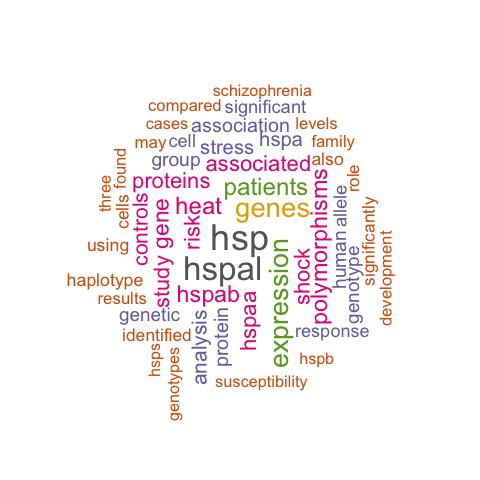 schizophrenia
compared significant
cases association levels
may cell stress hspa family
group associated also
three found proteins patients role
cells controls heat genes polymorphisms allele
using study gene risk hsp human genotype significantly
haplotype hspal shock development
results hspab hspaa expression
genetic analysis protein response
identified
hsps genotypes hspb
susceptibility